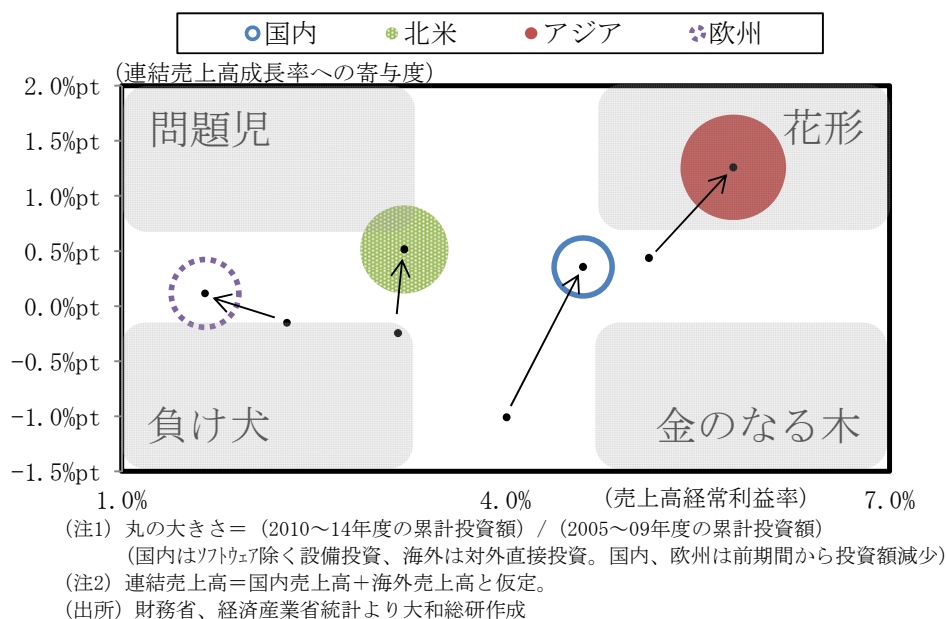 国内 北米 アジア 欧州
(連結売上高成長率への寄与度)
2.0%pt
問題児 花形
1.5%pt
1.0%pt
0.5%pt
0.0%pt
-0.5%pt
-1.0%pt
負け犬 金のなる木
-1.5%pt
1.0% 4.0% (売上高経常利益率) 7.0%
(注1) 丸の大きさ＝(2010～14年度の累計投資額)/(2005～09年度の累計投資額)
(国内はｿﾌﾄｳｪｱ除く設備投資、海外は対外直接投資。国内、欧州は前期間から投資額減少)
(注2) 連結売上高＝国内売上高＋海外売上高と仮定。
(出所) 財務省、経済産業省統計より大和総研作成